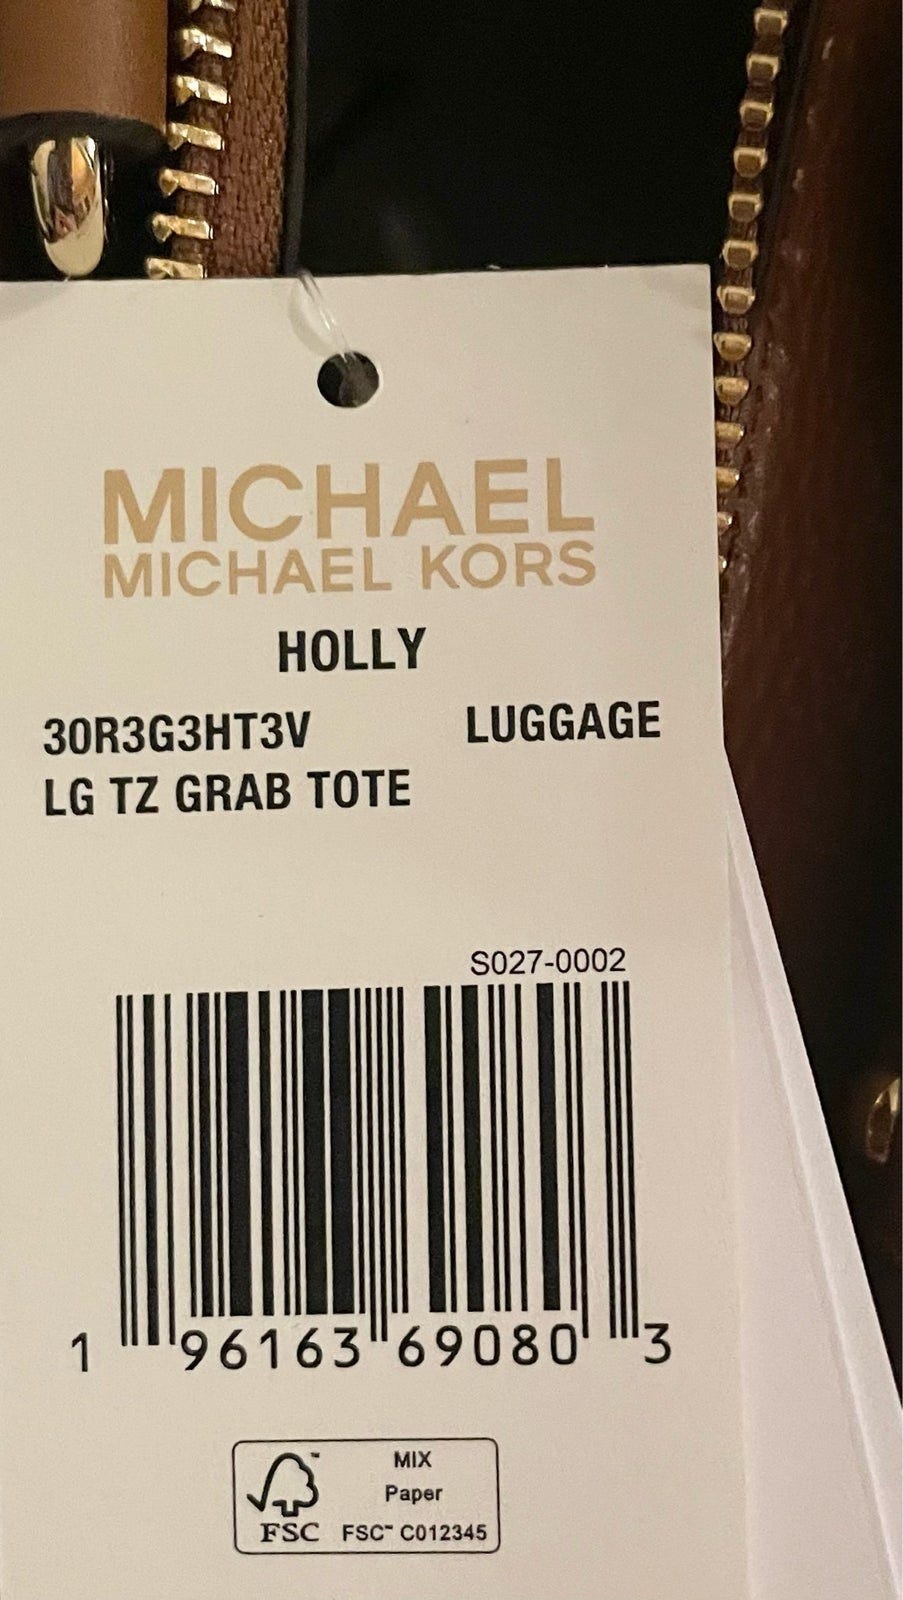 MICHAEL
MICHAEL KORS
HOLLY
30R3G3HT3V LUGGAGE
LG TZ GRAB TOTE
S027-0002
1 96163 69080 3
MIX
Paper
FSC FSC™ C012345